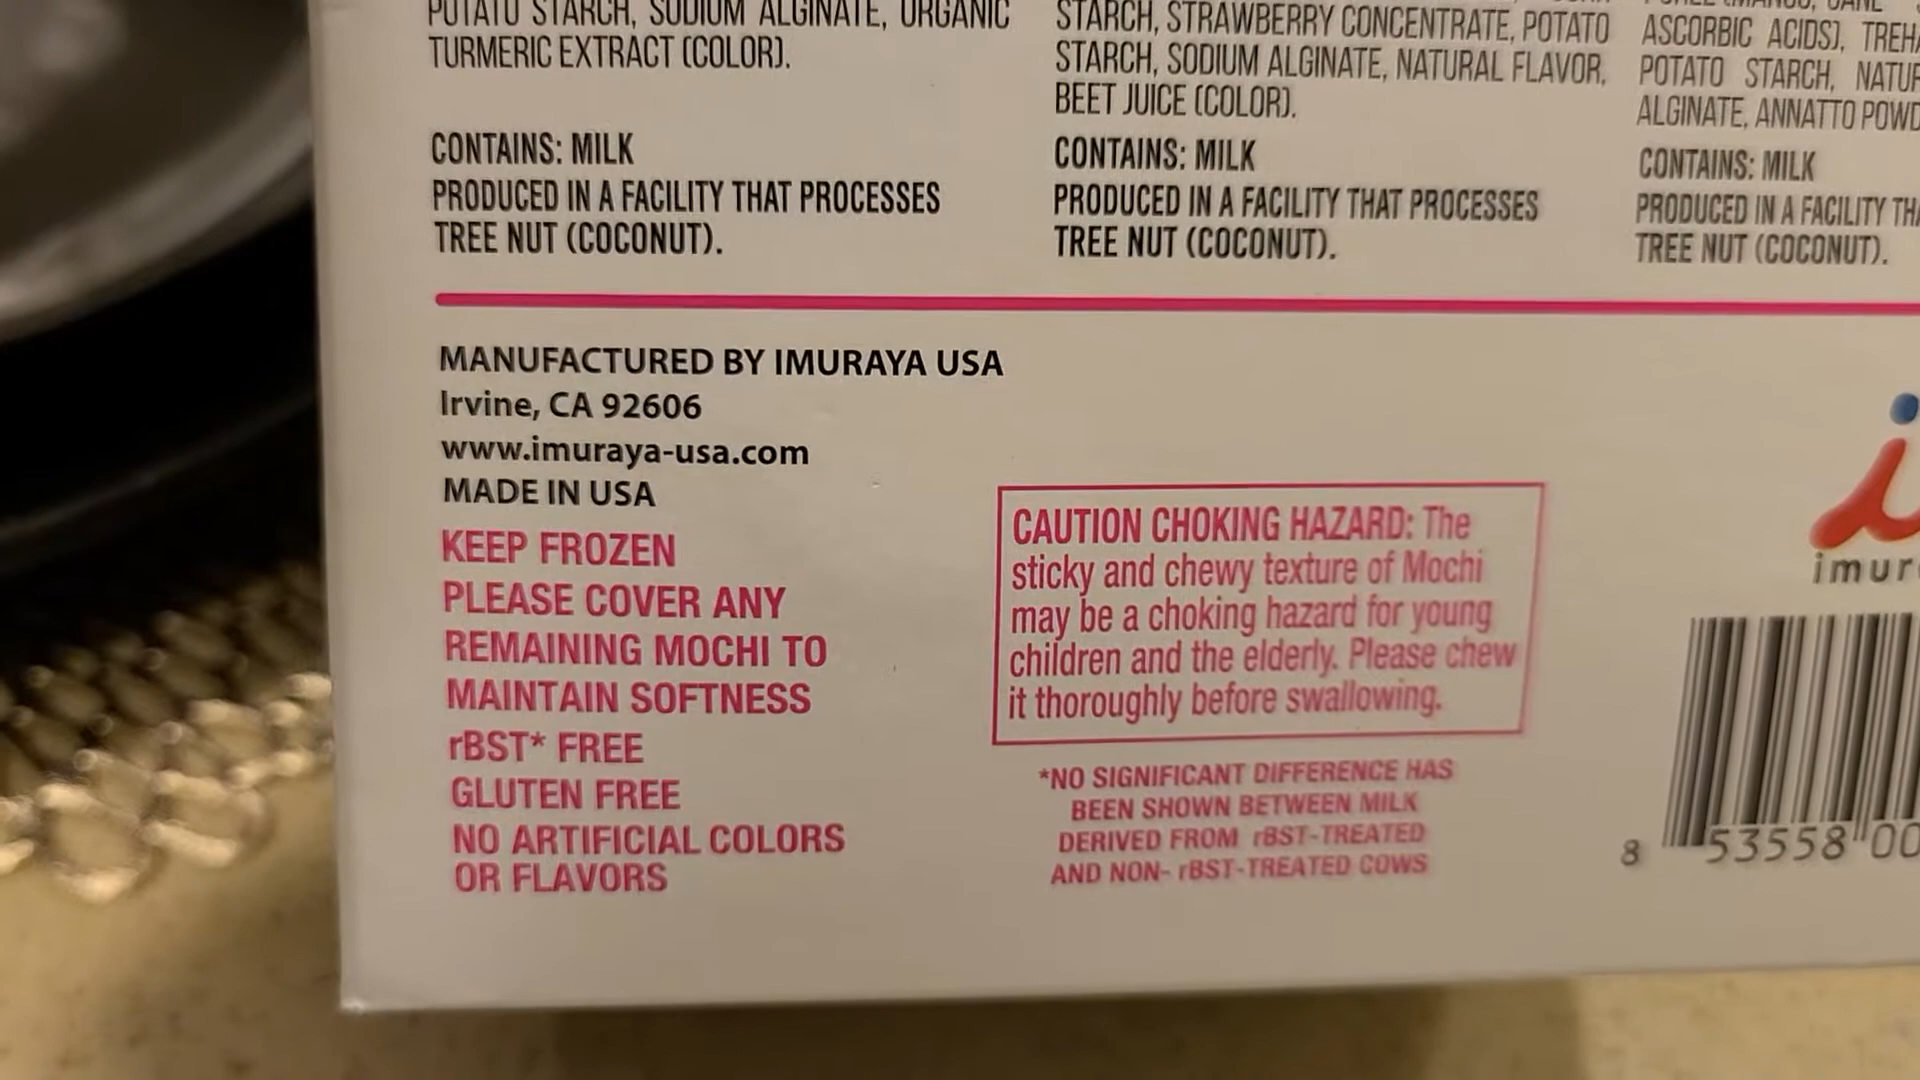 POTATO STARCH, SODIUM ALGINATE, ORGANIC
TURMERIC EXTRACT (COLOR).
CONTAINS: MILK
PRODUCED IN A FACILITY THAT PROCESSES
TREE NUT (COCONUT).
STARCH, STRAWBERRY CONCENTRATE, POTATO
STARCH, SODIUM ALGINATE, NATURAL FLAVOR,
BEET JUICE (COLOR).
CONTAINS: MILK
PRODUCED IN A FACILITY THAT PROCESSES
TREE NUT (COCONUT).
ASCORBIC ACIDS),
POTATO STARCH,
ALGINATE, ANNATTO
CONTAINS: MILK
PRODUCED IN A FACILITY
TREE NUT (COCONUT).
MANUFACTURED BY IMURAYA USA
Irvine, CA 92606
www.imuraya-usa.com
MADE IN USA
KEEP FROZEN
PLEASE COVER ANY
REMAINING MOCHI TO
MAINTAIN SOFTNESS
rBST* FREE
GLUTEN FREE
NO ARTIFICIAL COLORS
OR FLAVORS
CAUTION CHOKING HAZARD: The
sticky and chewy texture of Mochi
may be a choking hazard for young
children and the elderly. Please chew
it thoroughly before swallowing.
*NO SIGNIFICANT DIFFERENCE HAS
BEEN SHOWN BETWEEN MILK
DERIVED FROM rBST-TREATED
AND NON- rBST-TREATED COWS
imur
8 53558 00